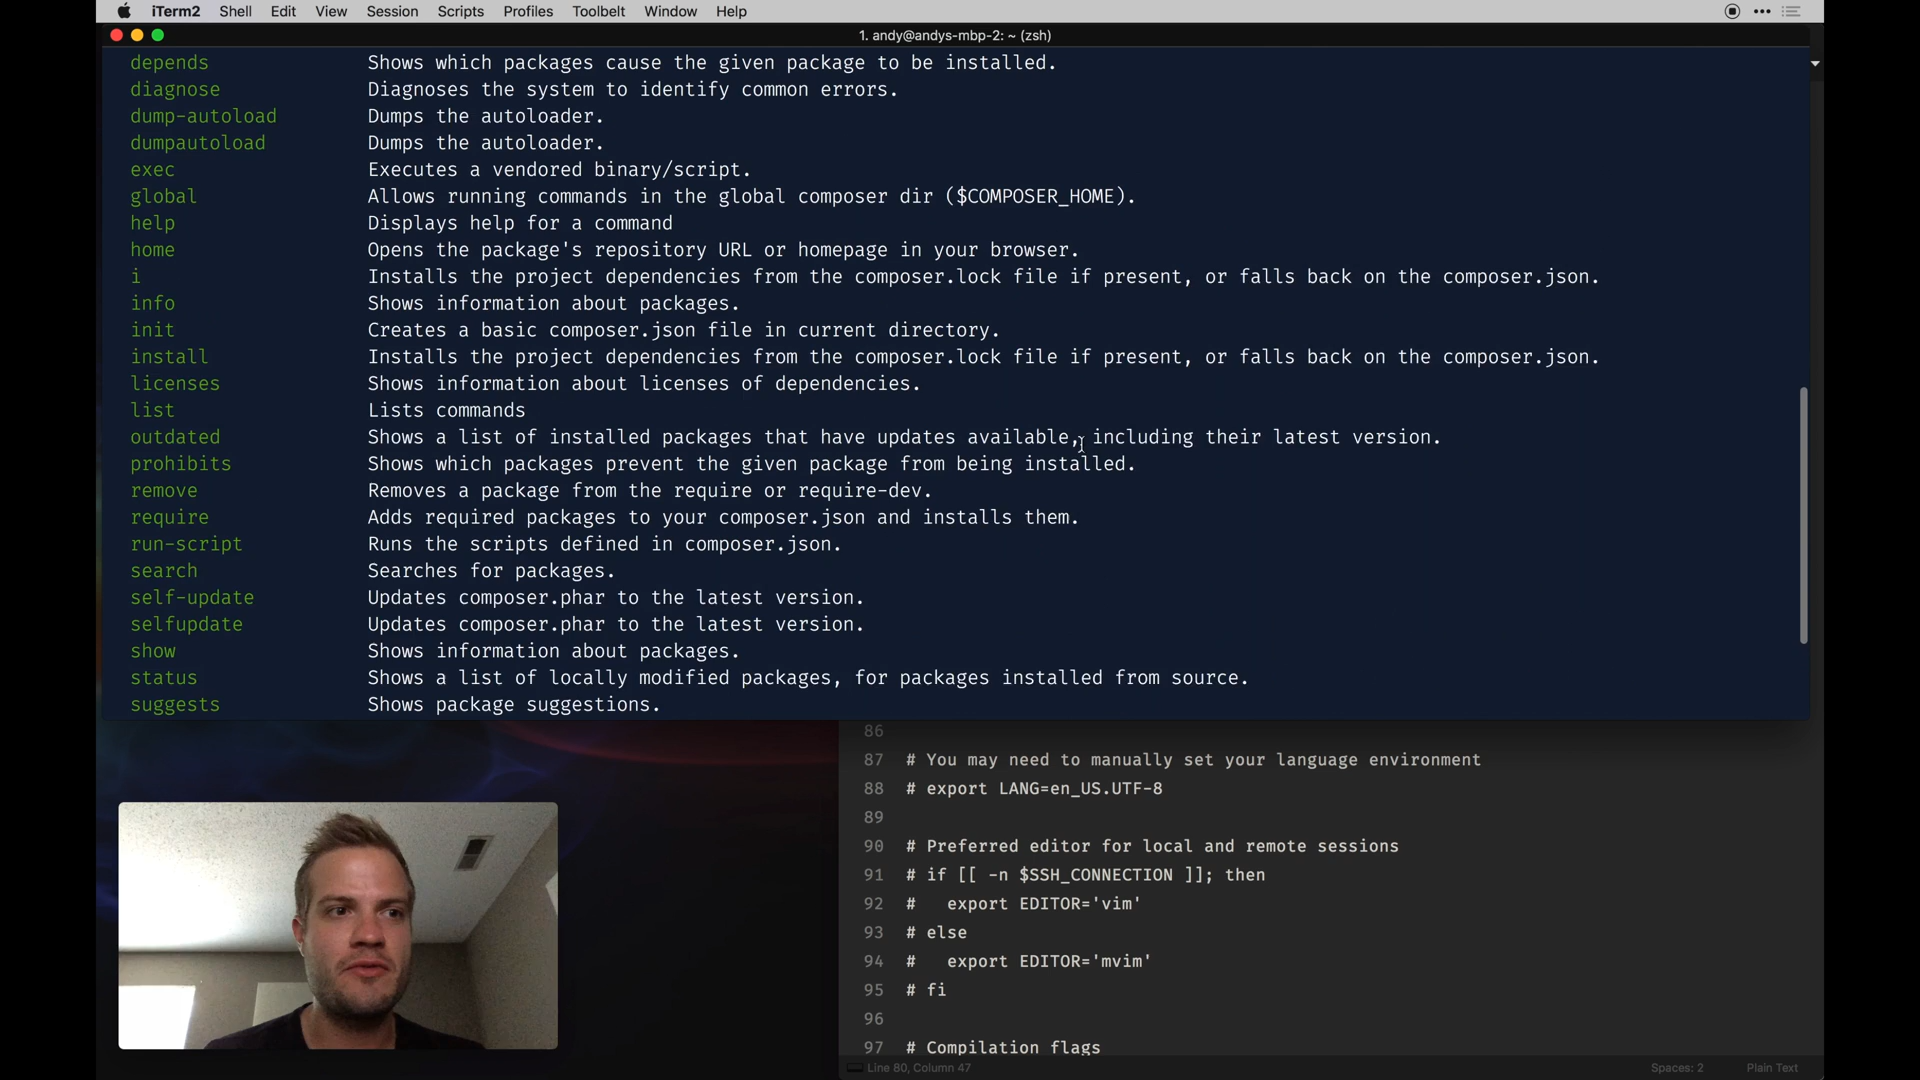 iTerm2 Shell Edit View Session Scripts Profiles Toolbelt Window Help
1. andy@andys-mbp-2: ~ (zsh)
depends Shows which packages cause the given package to be installed.
diagnose Diagnoses the system to identify common errors.
dump-autoload Dumps the autoloader.
dumpautoload Dumps the autoloader.
exec Executes a vendored binary/script.
global Allows running commands in the global composer dir ($COMPOSER_HOME).
help Displays help for a command
home Opens the package's repository URL or homepage in your browser.
i Installs the project dependencies from the composer.lock file if present, or falls back on the composer.json.
info Shows information about packages.
init Creates a basic composer.json file in current directory.
install Installs the project dependencies from the composer.lock file if present, or falls back on the composer.json.
licenses Shows information about licenses of dependencies.
list Lists commands
outdated Shows a list of installed packages that have updates available, including their latest version.
prohibits Shows which packages prevent the given package from being installed.
remove Removes a package from the require or require-dev.
require Adds required packages to your composer.json and installs them.
run-script Runs the scripts defined in composer.json.
search Searches for packages.
self-update Updates composer.phar to the latest version.
selfupdate Updates composer.phar to the latest version.
show Shows information about packages.
status Shows a list of locally modified packages, for packages installed from source.
suggests Shows package suggestions.
86
87 # You may need to manually set your language environment
88 # export LANG=en_US.UTF-8
89
90 # Preferred editor for local and remote sessions
91 # if [[ -n $SSH_CONNECTION ]]; then
92 #   export EDITOR='vim'
93 # else
94 #   export EDITOR='mvim'
95 # fi
96
97 # Compilation flags
Line 80, Column 47 Spaces: 2 Plain Text